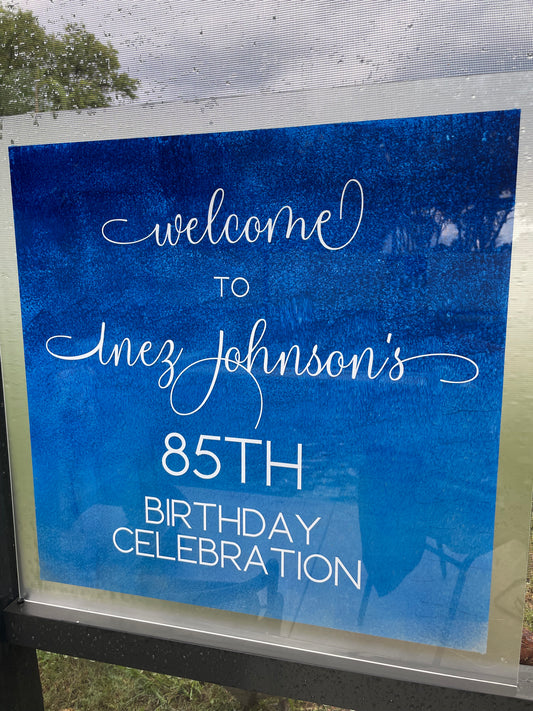 welcome
TO
Inez Johnson's
85TH
BIRTHDAY
CELEBRATION